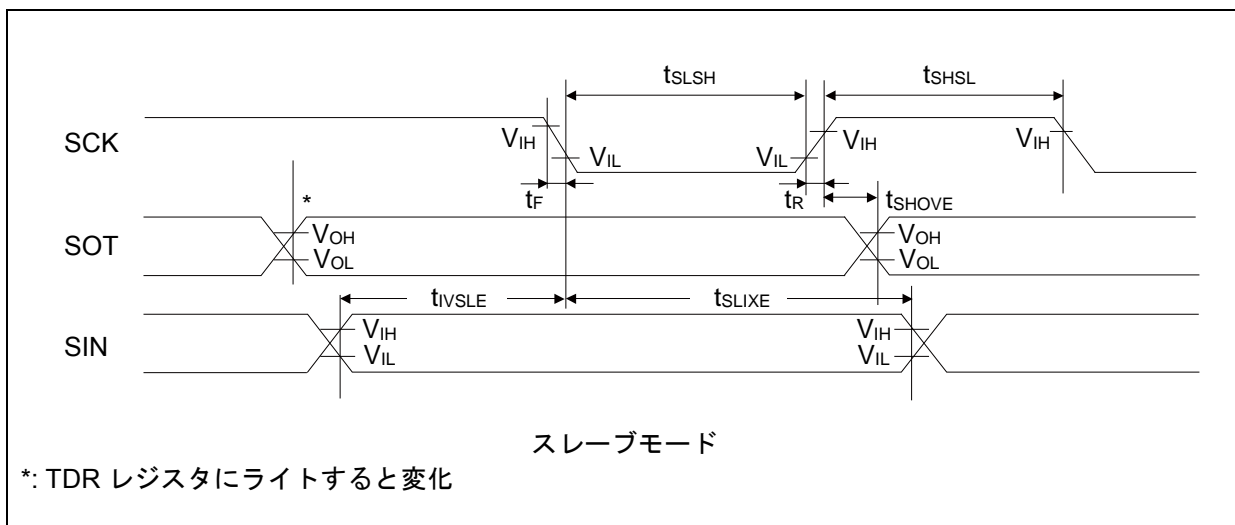 tSLSH tSHSL
SCK VIH VIL VIL VIH VIH
tF tR tSHOVE
*
SOT VOH VOL VOH VOL
tIVSLE tSLIXE
SIN VIH VIL VIH VIL
スレーブモード
*: TDR レジスタにライトすると変化